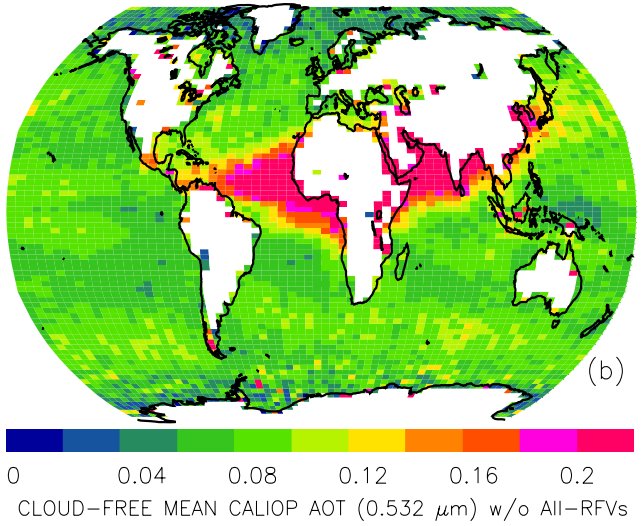 (b)
0 0.04 0.08 0.12 0.16 0.2
CLOUD-FREE MEAN CALIOP AOT (0.532 μm) w/o All-RFVs